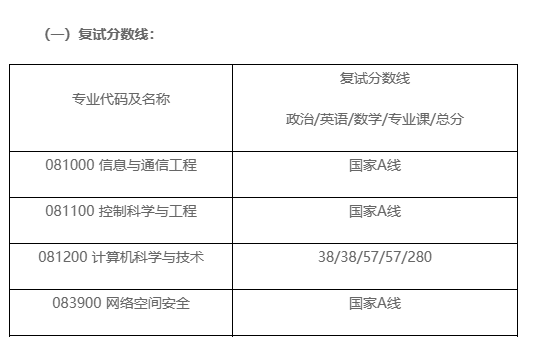 （一）复试分数线：
专业代码及名称
复试分数线
政治/英语/数学/专业课/总分
081000 信息与通信工程
国家A线
081100 控制科学与工程
国家A线
081200 计算机科学与技术
38/38/57/57/280
083900 网络空间安全
国家A线